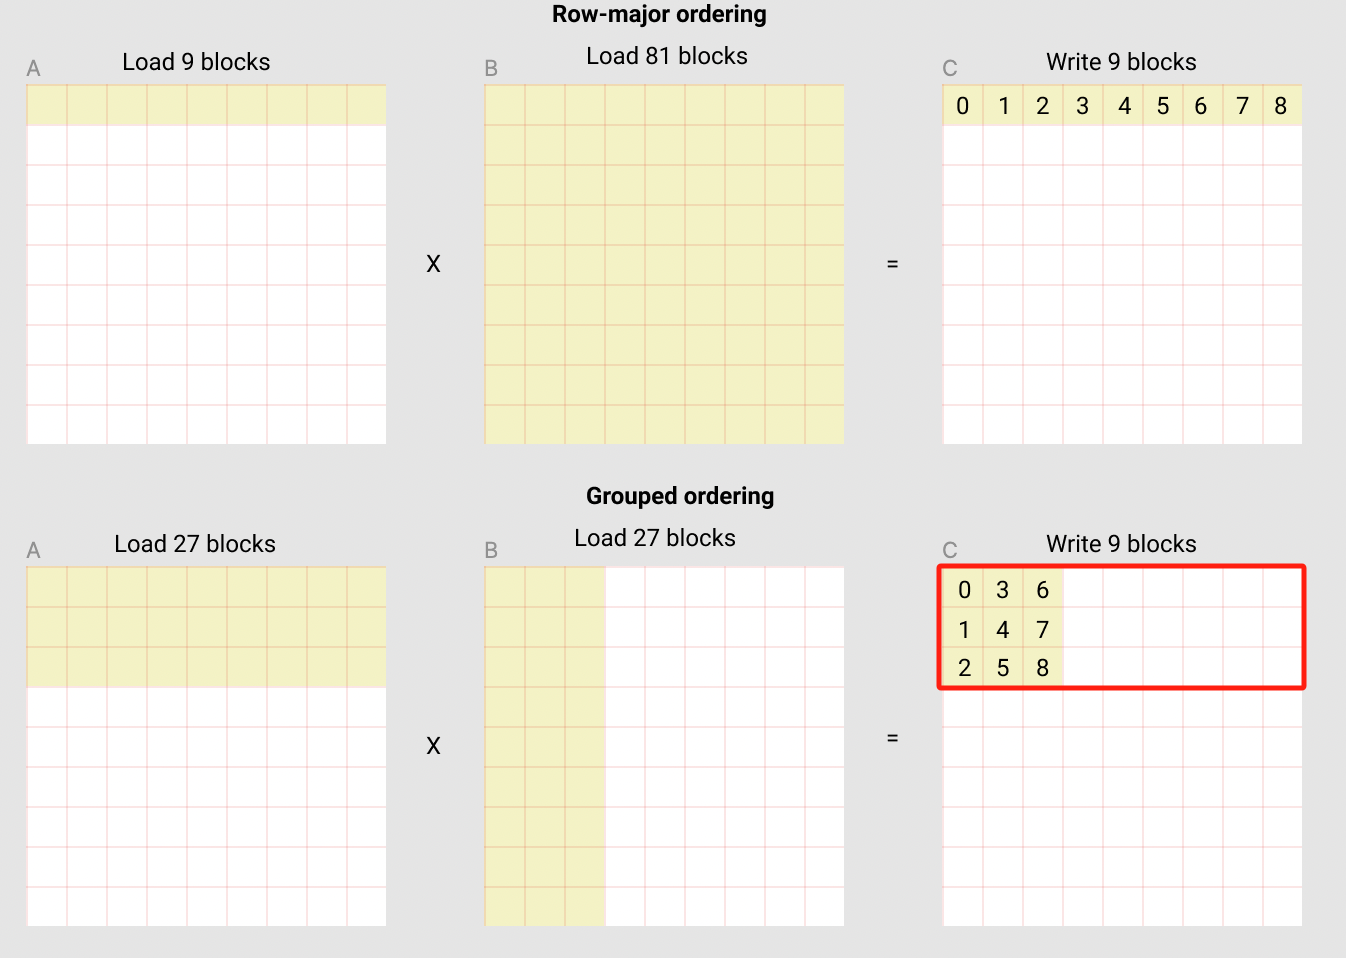 Row-major ordering
A
Load 9 blocks
B
Load 81 blocks
C
Write 9 blocks
0 1 2 3 4 5 6 7 8
X
=
Grouped ordering
A
Load 27 blocks
B
Load 27 blocks
C
Write 9 blocks
0 3 6
1 4 7
2 5 8
X
=